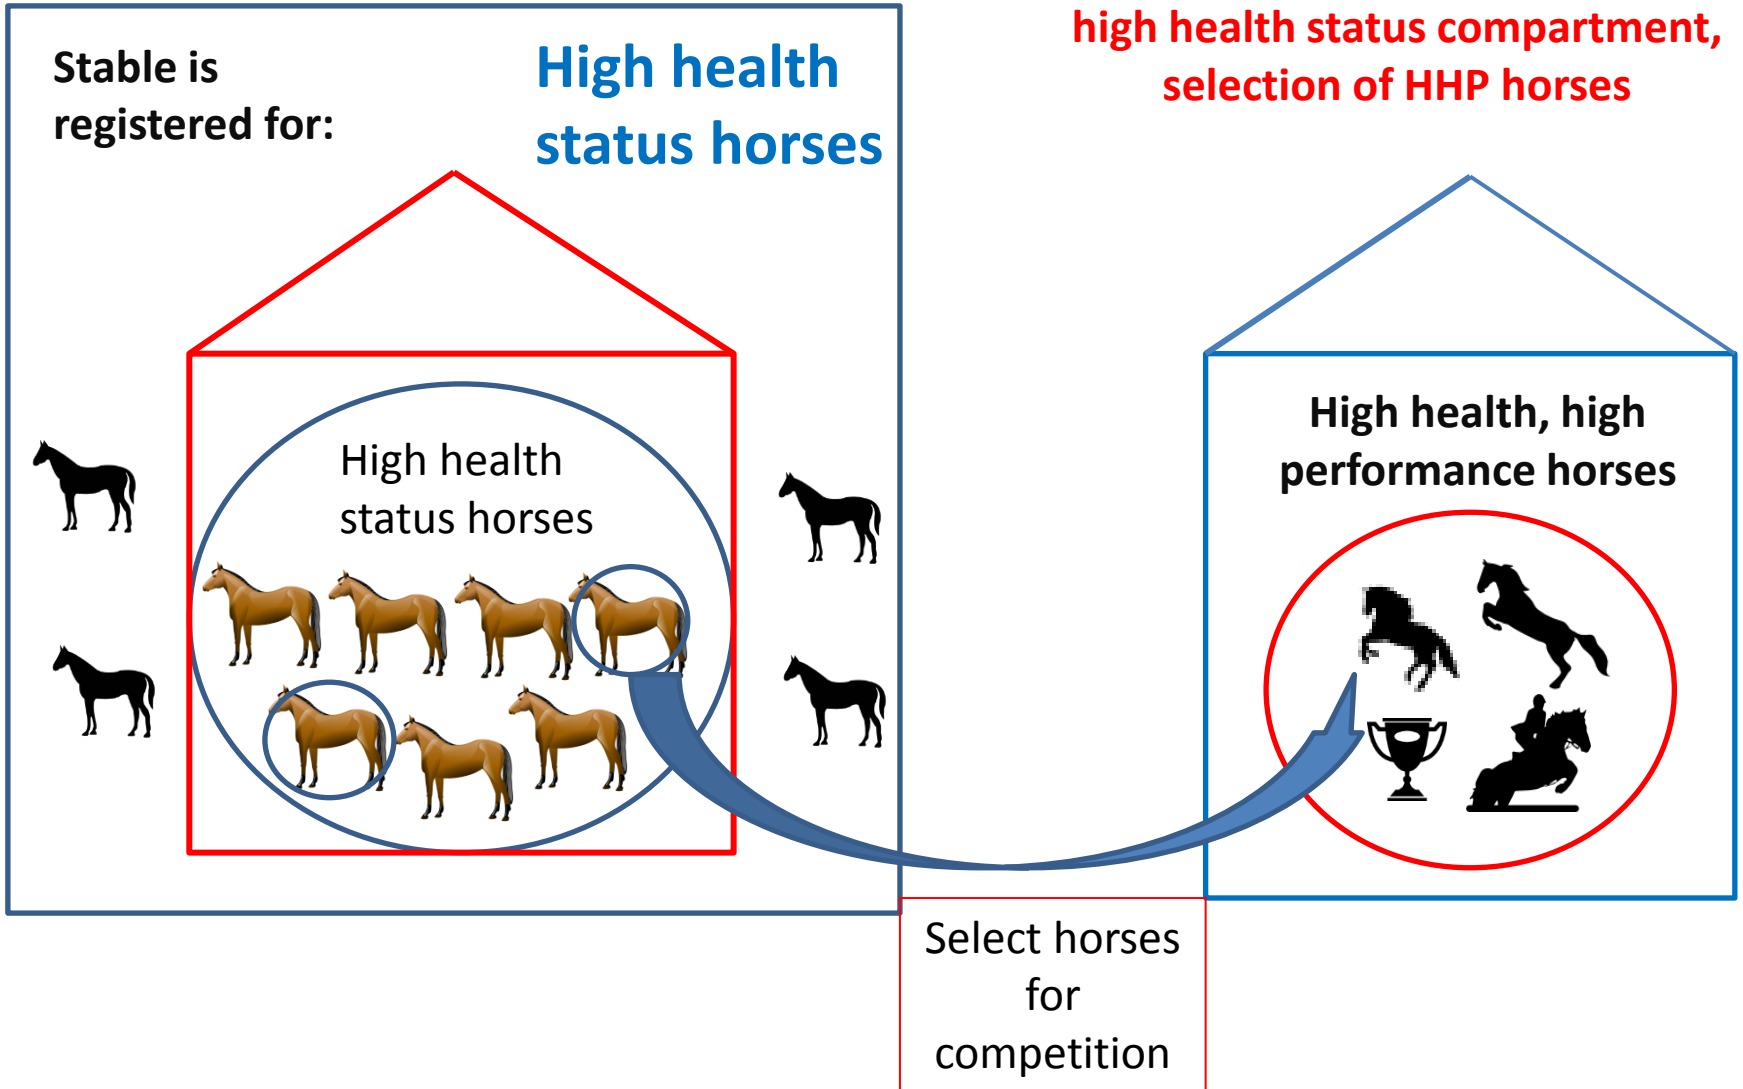 Stable is
registered for:
High health
status horses
high health status compartment,
selection of HHP horses
High health
status horses
High health, high
performance horses
Select horses
for
competition